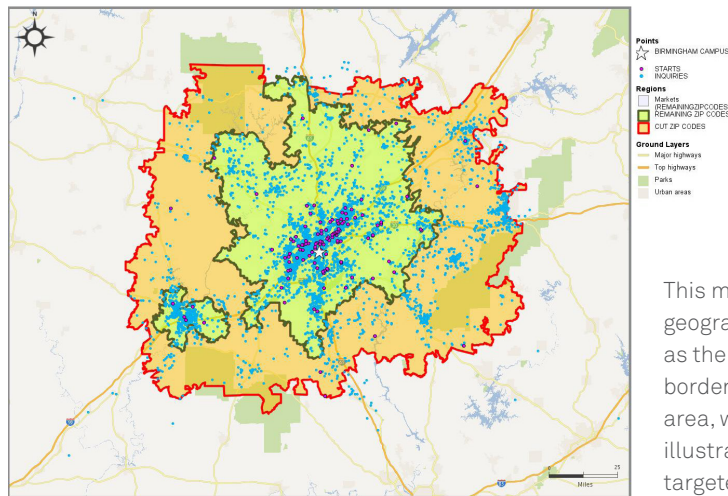 N
Points
BIRMINGHAM CAMPUS
STARTS
INQUIRIES
Regions
Markets
(REMAININGZIPCODES
REMAINING ZIP CODES
CUT ZIP CODES
Ground Layers
Major highways
Top highways
Parks
Urban areas
0 25
Miles
This m
geogra
as the
border
area, w
illustra
targete